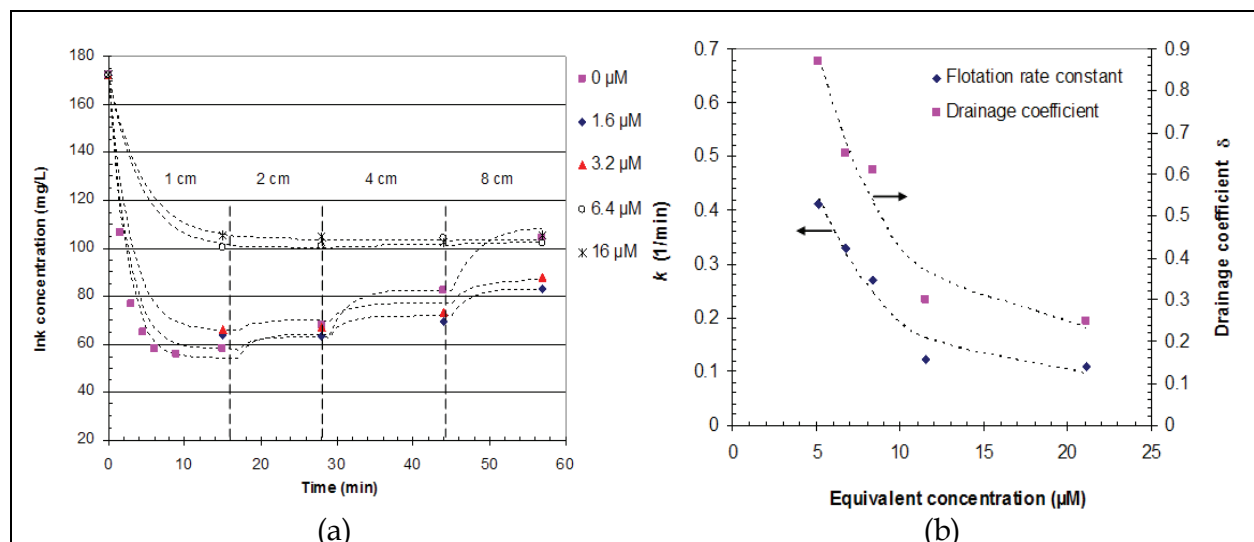 180
160
140
120
100
80
60
40
20
0
10
20
30
40
50
60
Ink concentration (mg/L)
Time (min)
1 cm
2 cm
4 cm
8 cm
0 µM
1.6 µM
3.2 µM
6.4 µM
16 µM
(a)
0.7
0.6
0.5
0.4
0.3
0.2
0.1
0
k (1/min)
0
5
10
15
20
25
Equivalent concentration (µM)
0.9
0.8
0.7
0.6
0.5
0.4
0.3
0.2
0.1
0
Drainage coefficient δ
Flotation rate constant
Drainage coefficient
(b)